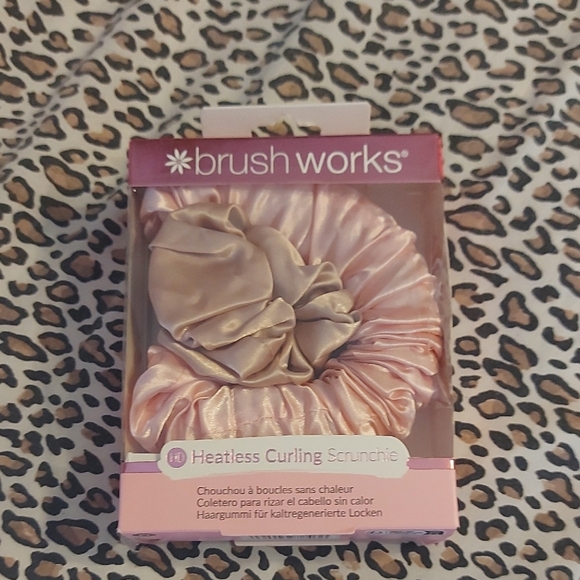 brush works®
Heatless Curling Scrunchie
Chouchou à boucles sans chaleur
Coletero para rizar el cabello sin calor
Haargummi für kaltregenerierte Locken